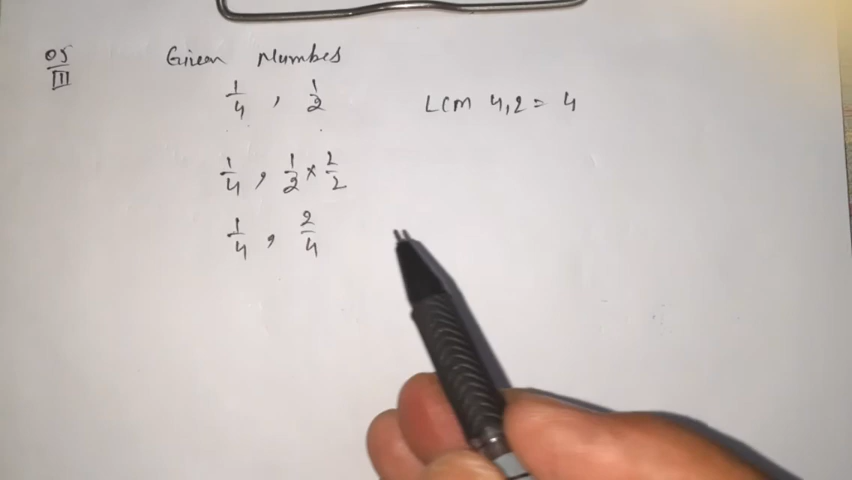 05 Given Numbes
III
1/4 , 1/2 LCM 4,2 = 4
1/4 , 1/2 × 2/2
1/4 , 2/4